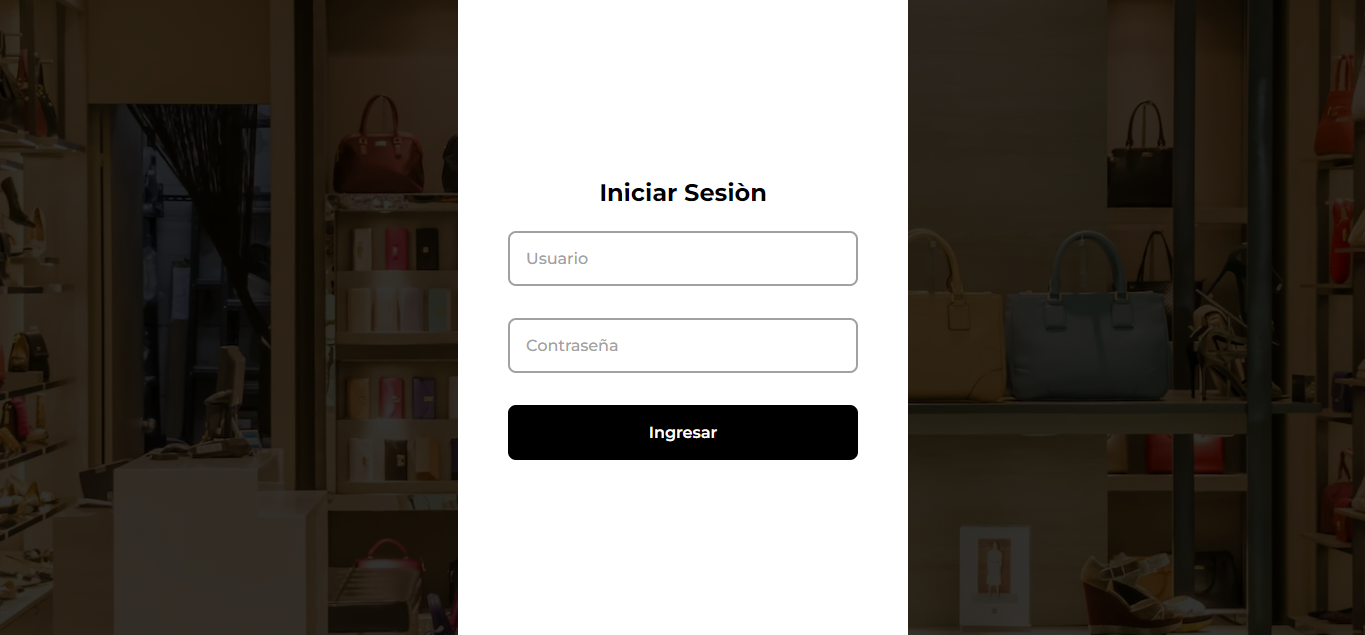 Iniciar Sesiòn
Usuario
Contraseña
Ingresar